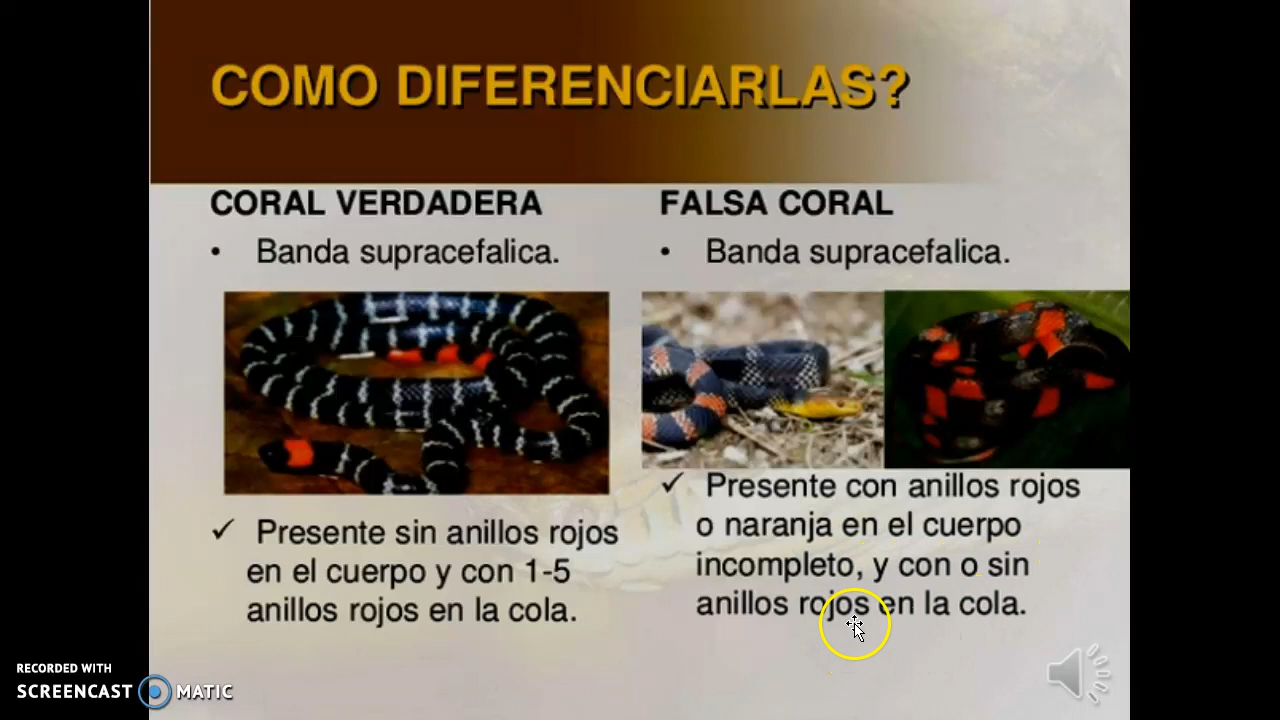 COMO DIFERENCIARLAS?
CORAL VERDADERA
• Banda supracefalica.
✓ Presente sin anillos rojos
en el cuerpo y con 1-5
anillos rojos en la cola.
FALSA CORAL
• Banda supracefalica.
✓ Presente con anillos rojos
o naranja en el cuerpo
incompleto, y con o sin
anillos rojos en la cola.
RECORDED WITH
SCREENCAST MATIC